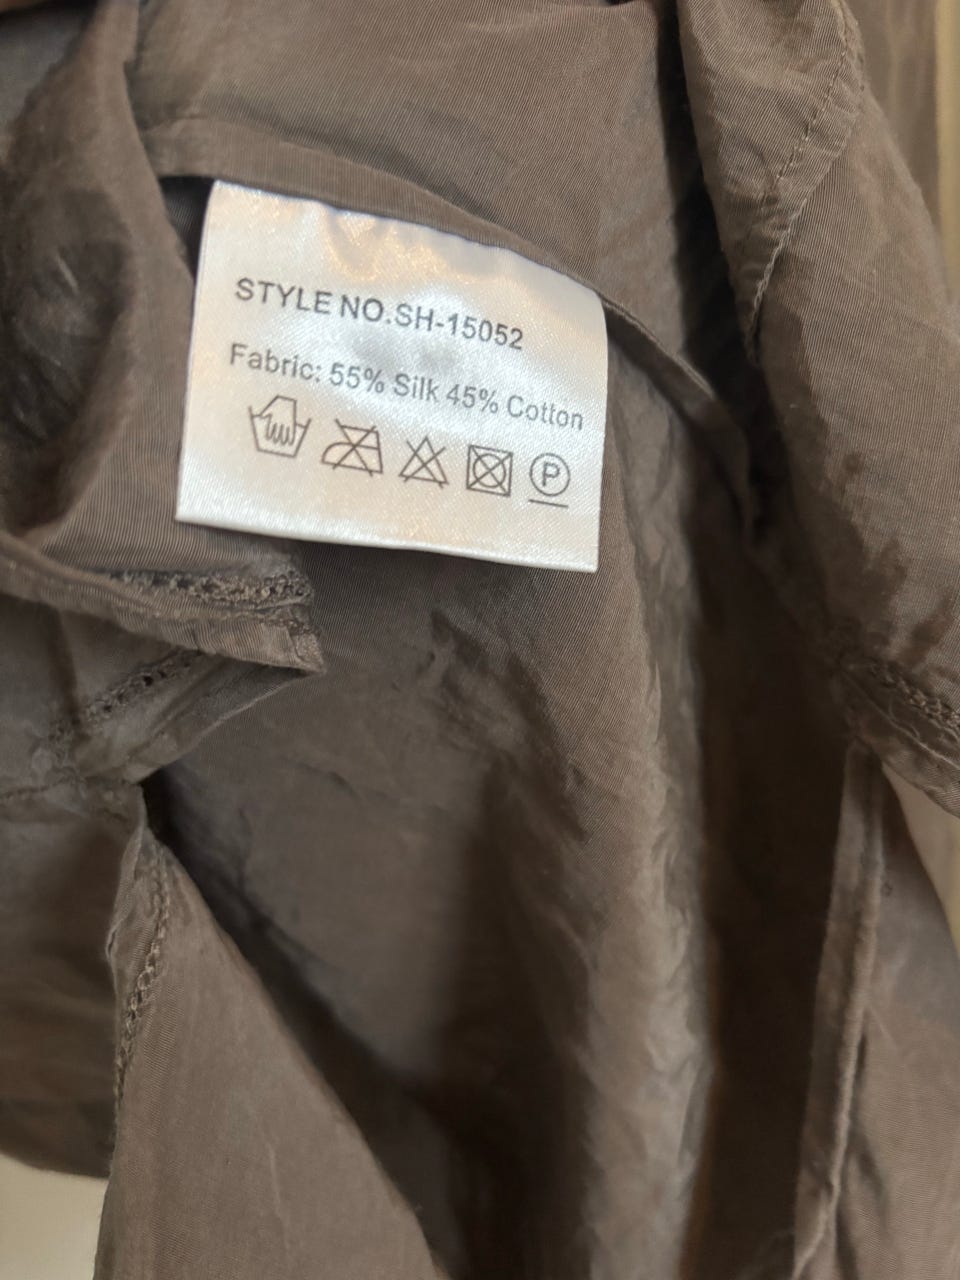 STYLE NO.SH-15052
Fabric: 55% Silk 45% Cotton
P